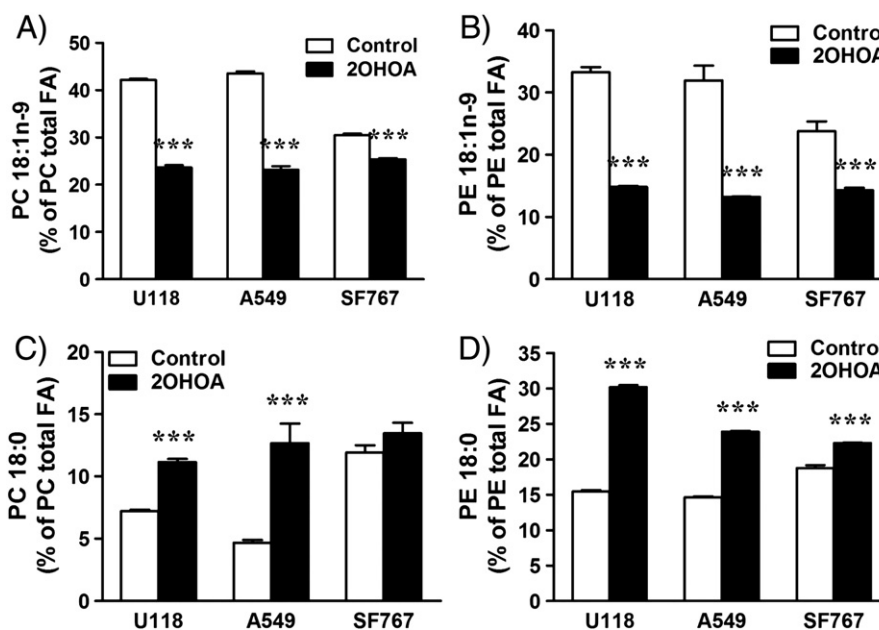 A)
PC 18:1n-9
(% of PC total FA)
50
40
30
20
10
0
Control
2OHOA
***
***
***
U118
A549
SF767
B)
PE 18:1n-9
(% of PE total FA)
40
30
20
10
0
Contro
2OHOA
***
***
***
U118
A549
SF767
C)
PC 18:0
(% of PC total FA)
20
15
10
5
0
Control
2OHOA
***
***
U118
A549
SF767
D)
PE 18:0
(% of PE total FA)
35
30
25
20
15
10
5
0
Contro
2OHOA
***
***
***
U118
A549
SF767